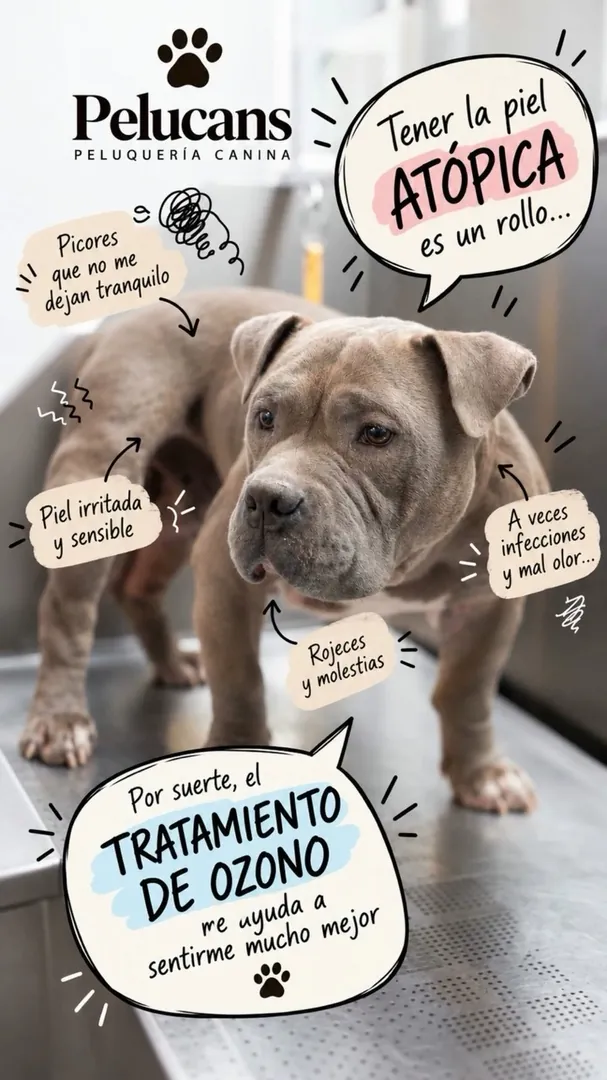 Pelucans
PELUQUERÍA CANINA
Tener la piel
ATÓPICA
es un rollo...
Picores
que no me
dejan tranquilo
Piel irritada
y sensible
A veces
infecciones
y mal olor...
Rojeces
y molestias
Por suerte, el
TRATAMIENTO
DE OZONO
me ayuda a
sentirme mucho mejor